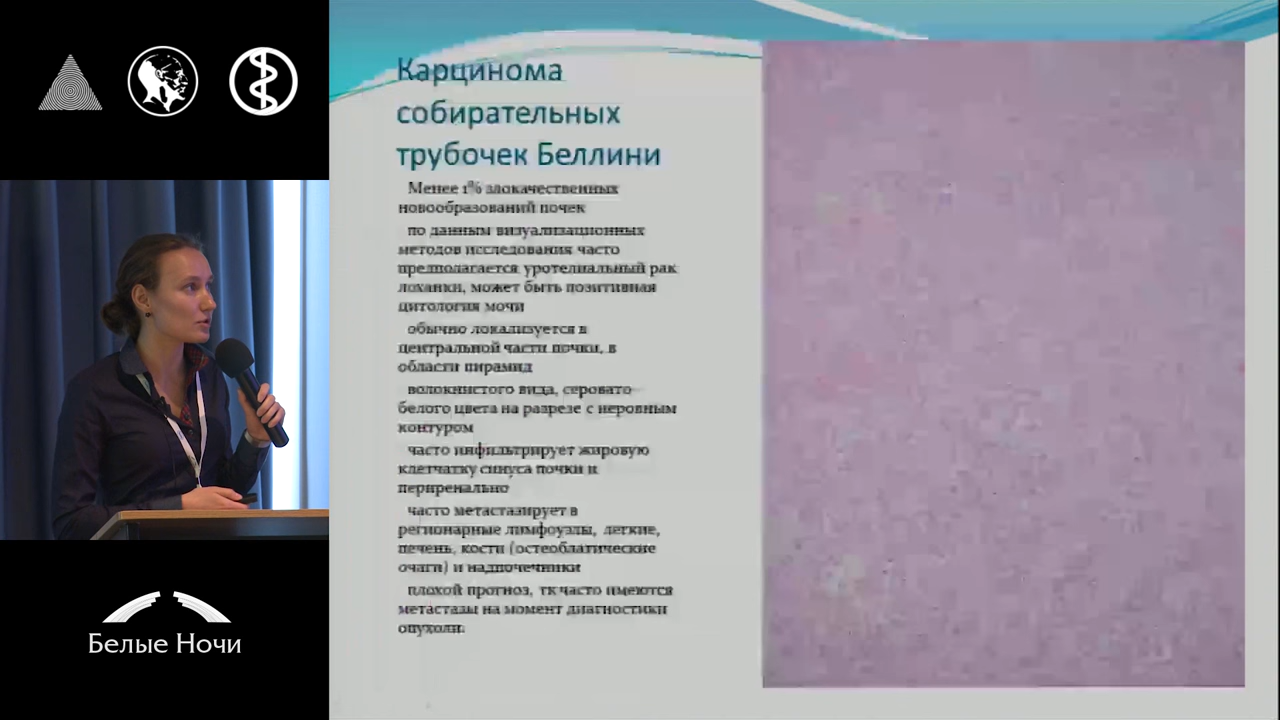 Карцинома
собирательных
трубочек Беллини
Менее 1% злокачественных
новообразований почек
по данным визуализационных
методов исследования часто
предполагается уротелиальный рак
лоханки, может быть позитивная
цитология мочи
обычно локализуется в
центральной части почки, в
области пирамид
волокнистого вида, серовато-
белого цвета на разрезе с неровным
контуром
часто инфильтрирует жировую
клетчатку синуса почки и
периренально
часто метастазирует в
регионарные лимфоузлы, легкие,
печень, кости (остеоблатические
очаги) и надпочечники
плохой прогноз, тк часто имеются
метастазы на момент диагностики
опухоли.
Белые Ночи